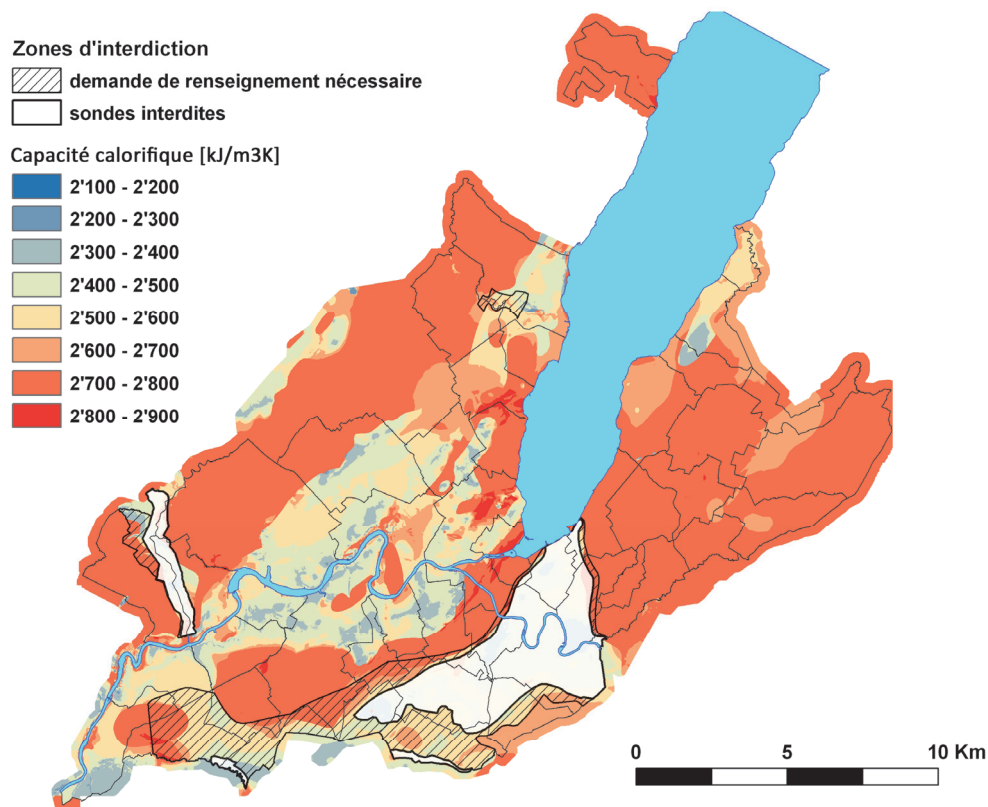 Zones d'interdiction
demande de renseignement nécessaire
sondes interdites
Capacité calorifique [kJ/m3K]
2'100 - 2'200
2'200 - 2'300
2'300 - 2'400
2'400 - 2'500
2'500 - 2'600
2'600 - 2'700
2'700 - 2'800
2'800 - 2'900
0 5 10 Km